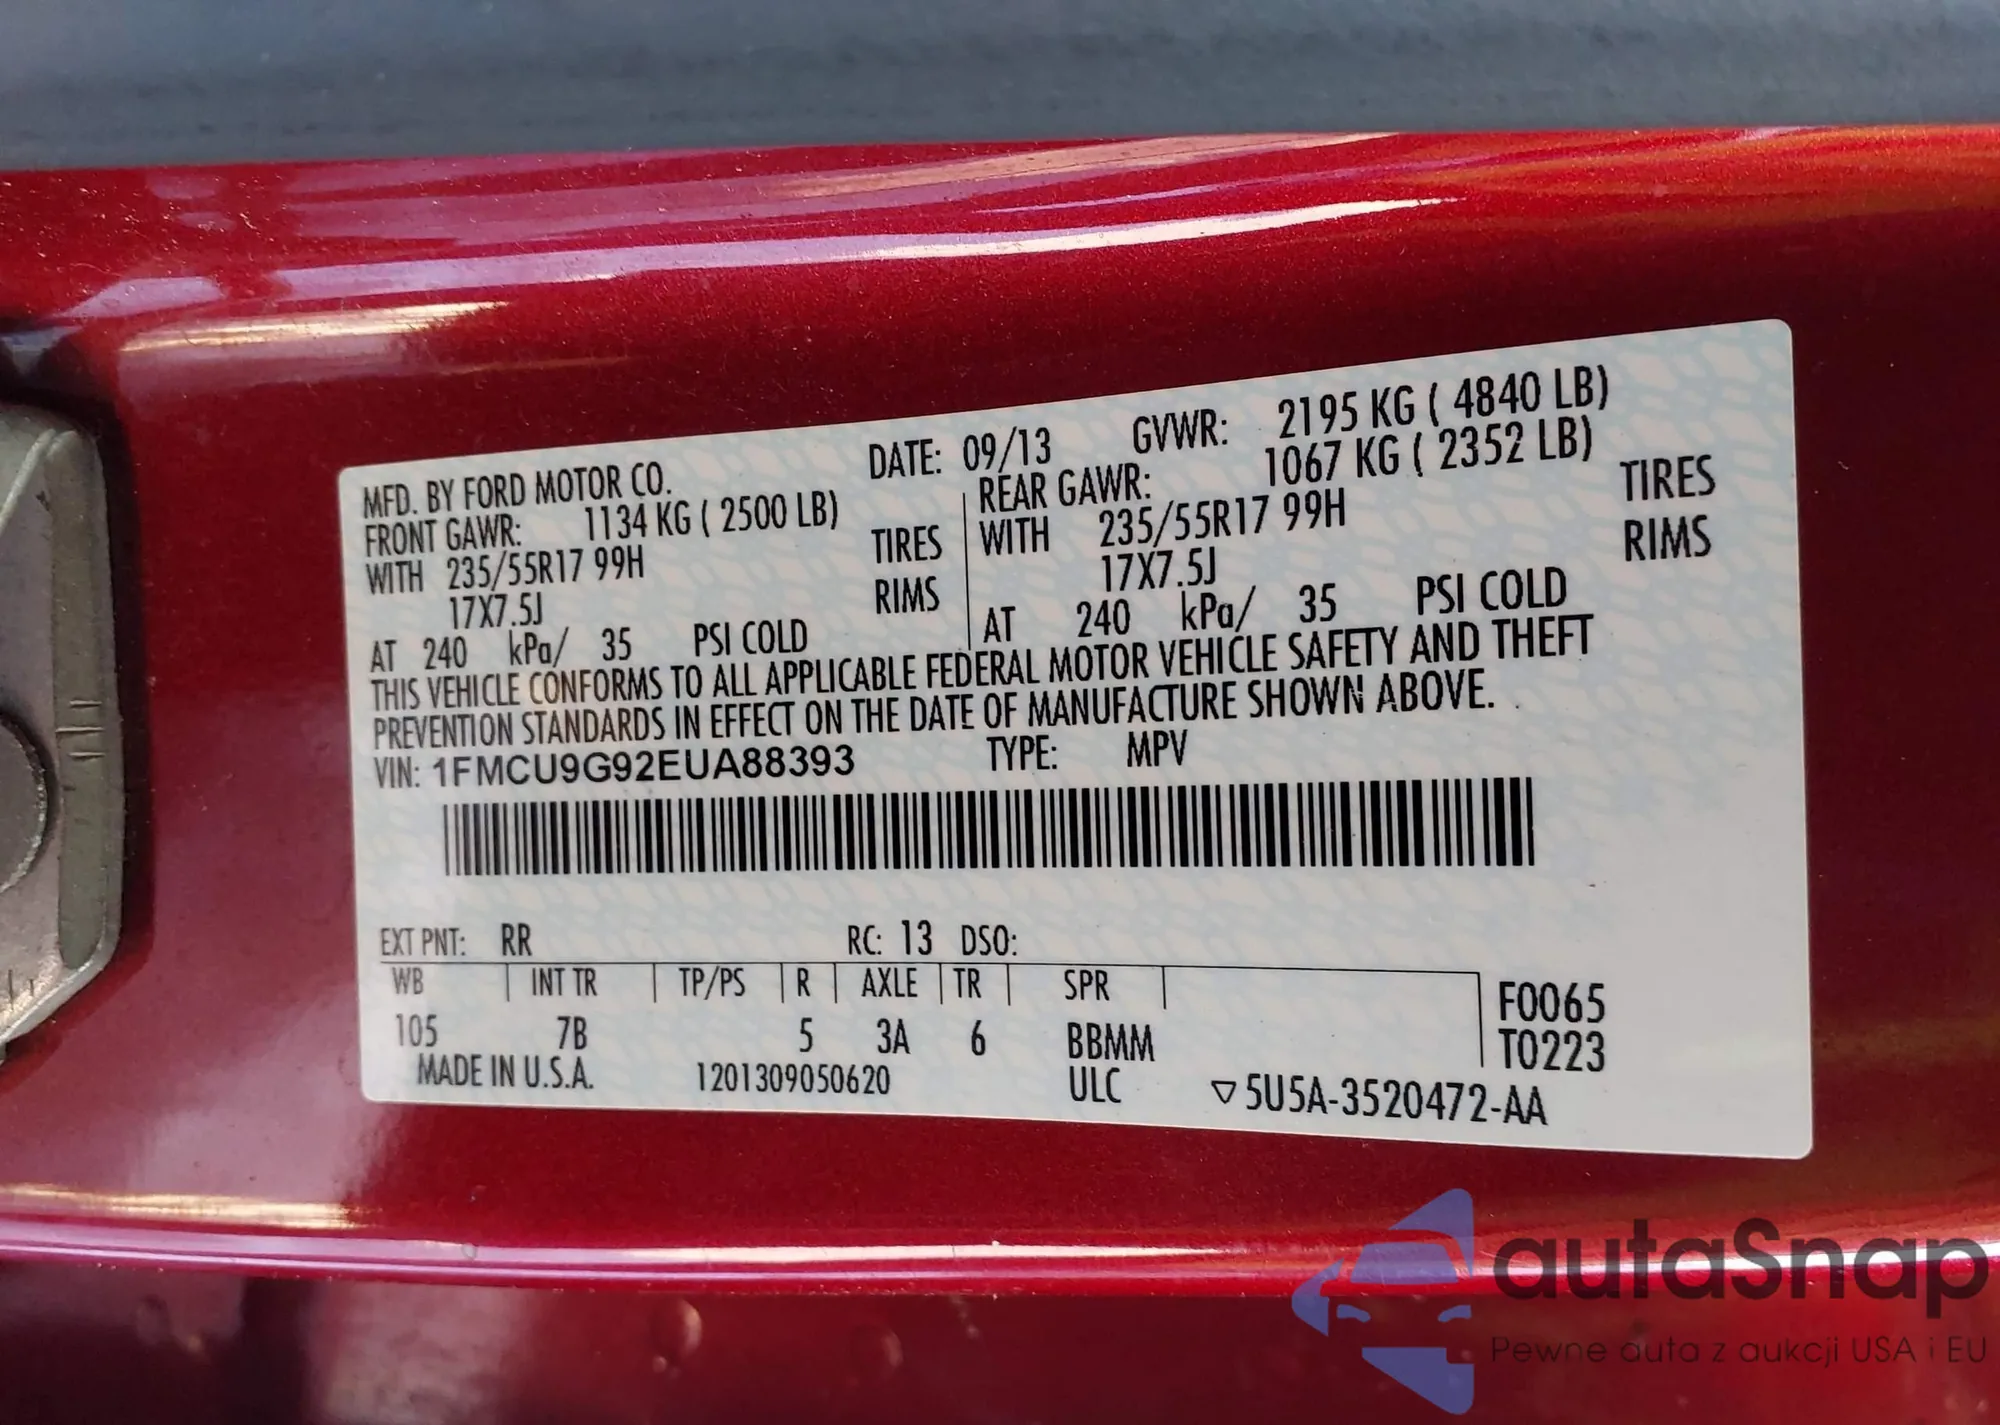 MFD. BY FORD MOTOR CO. DATE: 09/13 GVWR: 2195 KG ( 4840 LB)
FRONT GAWR: 1134 KG ( 2500 LB) REAR GAWR: 1067 KG ( 2352 LB)
WITH 235/55R17 99H TIRES WITH 235/55R17 99H TIRES
17X7.5J RIMS 17X7.5J RIMS
AT 240 kPa/ 35 PSI COLD AT 240 kPa/ 35 PSI COLD
THIS VEHICLE CONFORMS TO ALL APPLICABLE FEDERAL MOTOR VEHICLE SAFETY AND THEFT
PREVENTION STANDARDS IN EFFECT ON THE DATE OF MANUFACTURE SHOWN ABOVE.
VIN: 1FMCU9G92EUA88393 TYPE: MPV
EXT PNT: RR RC: 13 DSO:
WB INT TR TP/PS R AXLE TR SPR F0065
105 7B 5 3A 6 BBMM T0223
MADE IN U.S.A. 1201309050620 ULC 5U5A-3520472-AA
autaSnap
Pewne auta z aukcji USA i EU